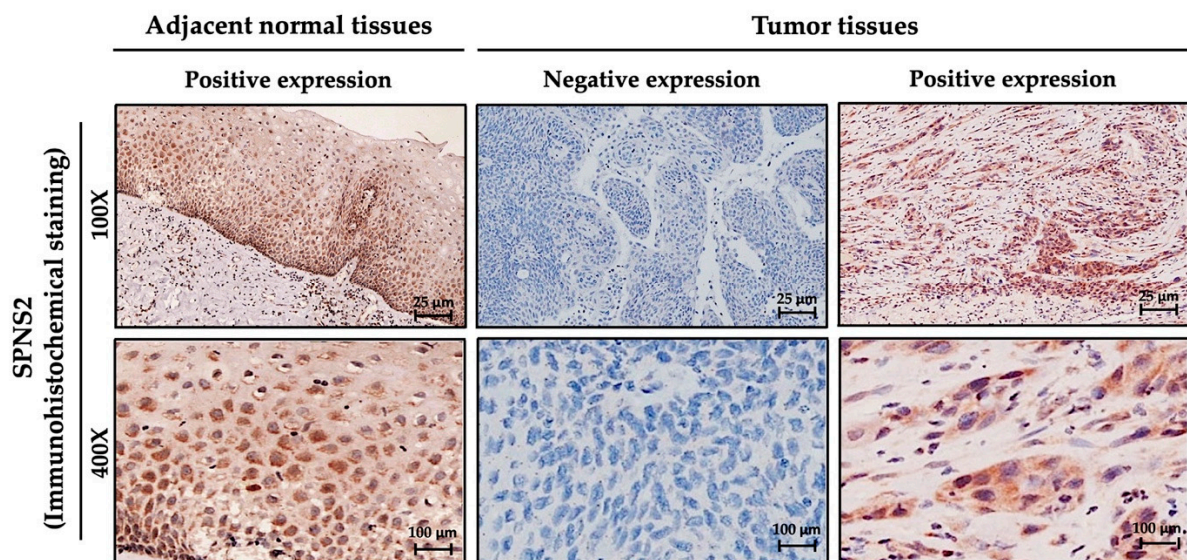 Adjacent normal tissues
Tumor tissues
Positive expression
Negative expression
Positive expression
SPNS2
(Immunohistochemical staining)
100X
25 µm
25 µm
25 µm
400X
100 µm
100 µm
100 µm